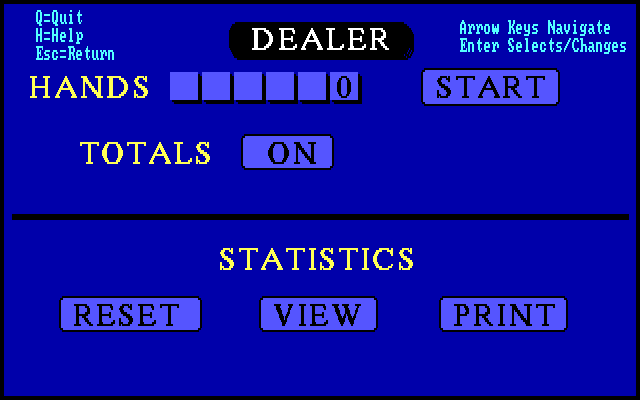 Q=Quit
H=Help
Esc=Return
DEALER
Arrow Keys Navigate
Enter Selects/Changes
HANDS 0 START
TOTALS ON
STATISTICS
RESET VIEW PRINT